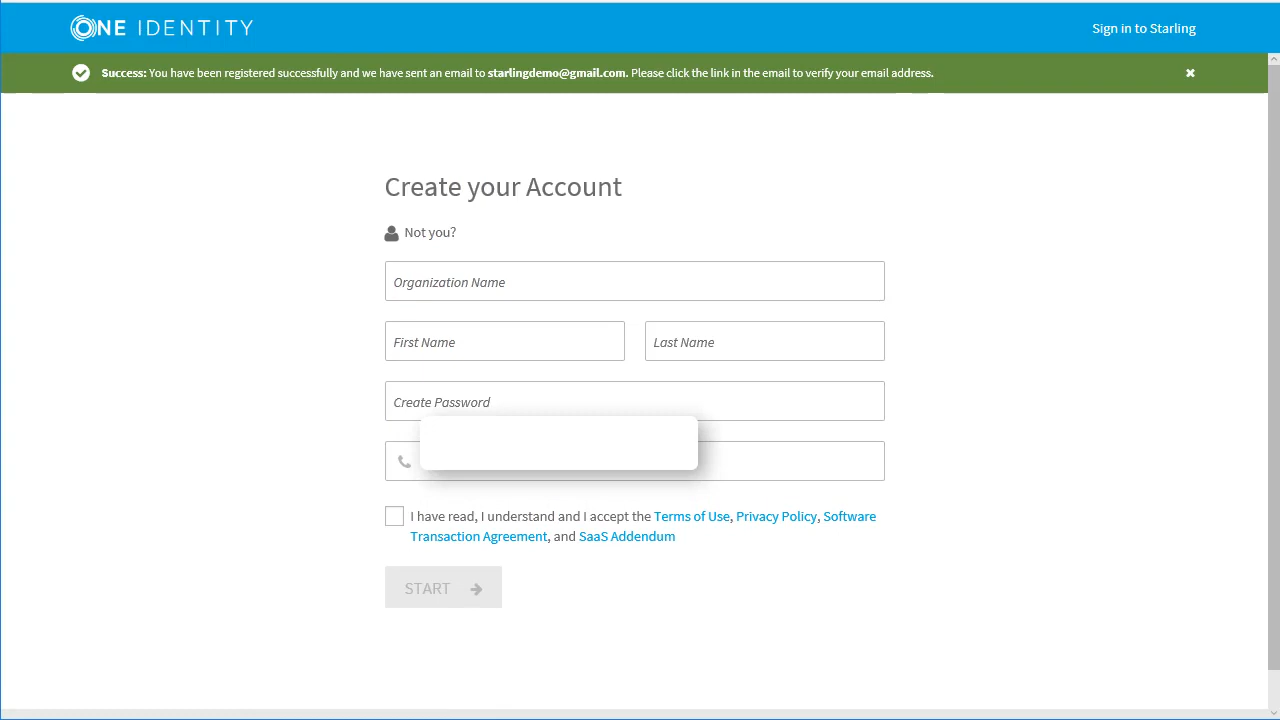 ONE IDENTITY
Sign in to Starling
Success: You have been registered successfully and we have sent an email to starlingdemo@gmail.com. Please click the link in the email to verify your email address.
Create your Account
Not you?
Organization Name
First Name
Last Name
Create Password
I have read, I understand and I accept the Terms of Use, Privacy Policy, Software
Transaction Agreement, and SaaS Addendum
START